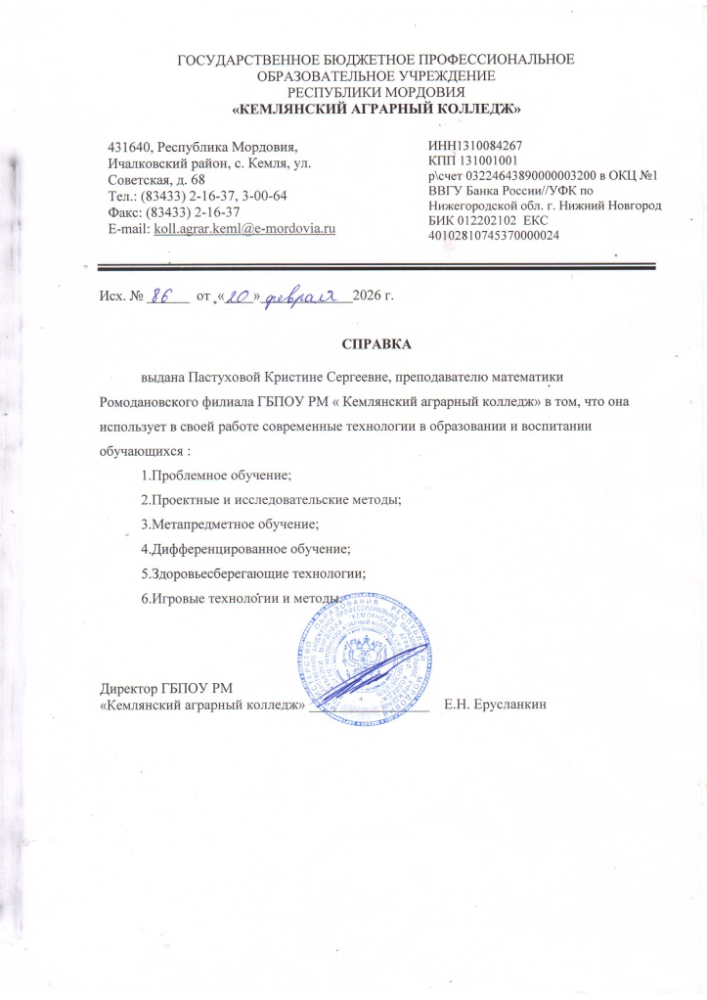 ГОСУДАРСТВЕННОЕ БЮДЖЕТНОЕ ПРОФЕССИОНАЛЬНОЕ
ОБРАЗОВАТЕЛЬНОЕ УЧРЕЖДЕНИЕ
РЕСПУБЛИКИ МОРДОВИЯ
«КЕМЛЯНСКИЙ АГРАРНЫЙ КОЛЛЕДЖ»
431640, Республика Мордовия,
Ичалковский район, с. Кемля, ул.
Советская, д. 68
Тел.: (83433) 2-16-37, 3-00-64
Факс: (83433) 2-16-37
E-mail: koll.agrar.keml@e-mordovia.ru
ИНН1310084267
КПП 131001001
р\счет 03224643890000003200 в ОКЦ №1
ВВГУ Банка России//УФК по
Нижегородской обл. г. Нижний Новгород
БИК 012202102 ЕКС
40102810745370000024
Исх. № 86 от «20» февраля 2026 г.
СПРАВКА
выдана Пастуховой Кристине Сергеевне, преподавателю математики
Ромодановского филиала ГБПОУ РМ « Кемлянский аграрный колледж» в том, что она
использует в своей работе современные технологии в образовании и воспитании
обучающихся :
1.Проблемное обучение;
2.Проектные и исследовательские методы;
3.Метапредметное обучение;
4.Дифференцированное обучение;
5.Здоровьесберегающие технологии;
6.Игровые технологии и методы.
Директор ГБПОУ РМ
«Кемлянский аграрный колледж» Е.Н. Ерусланкин